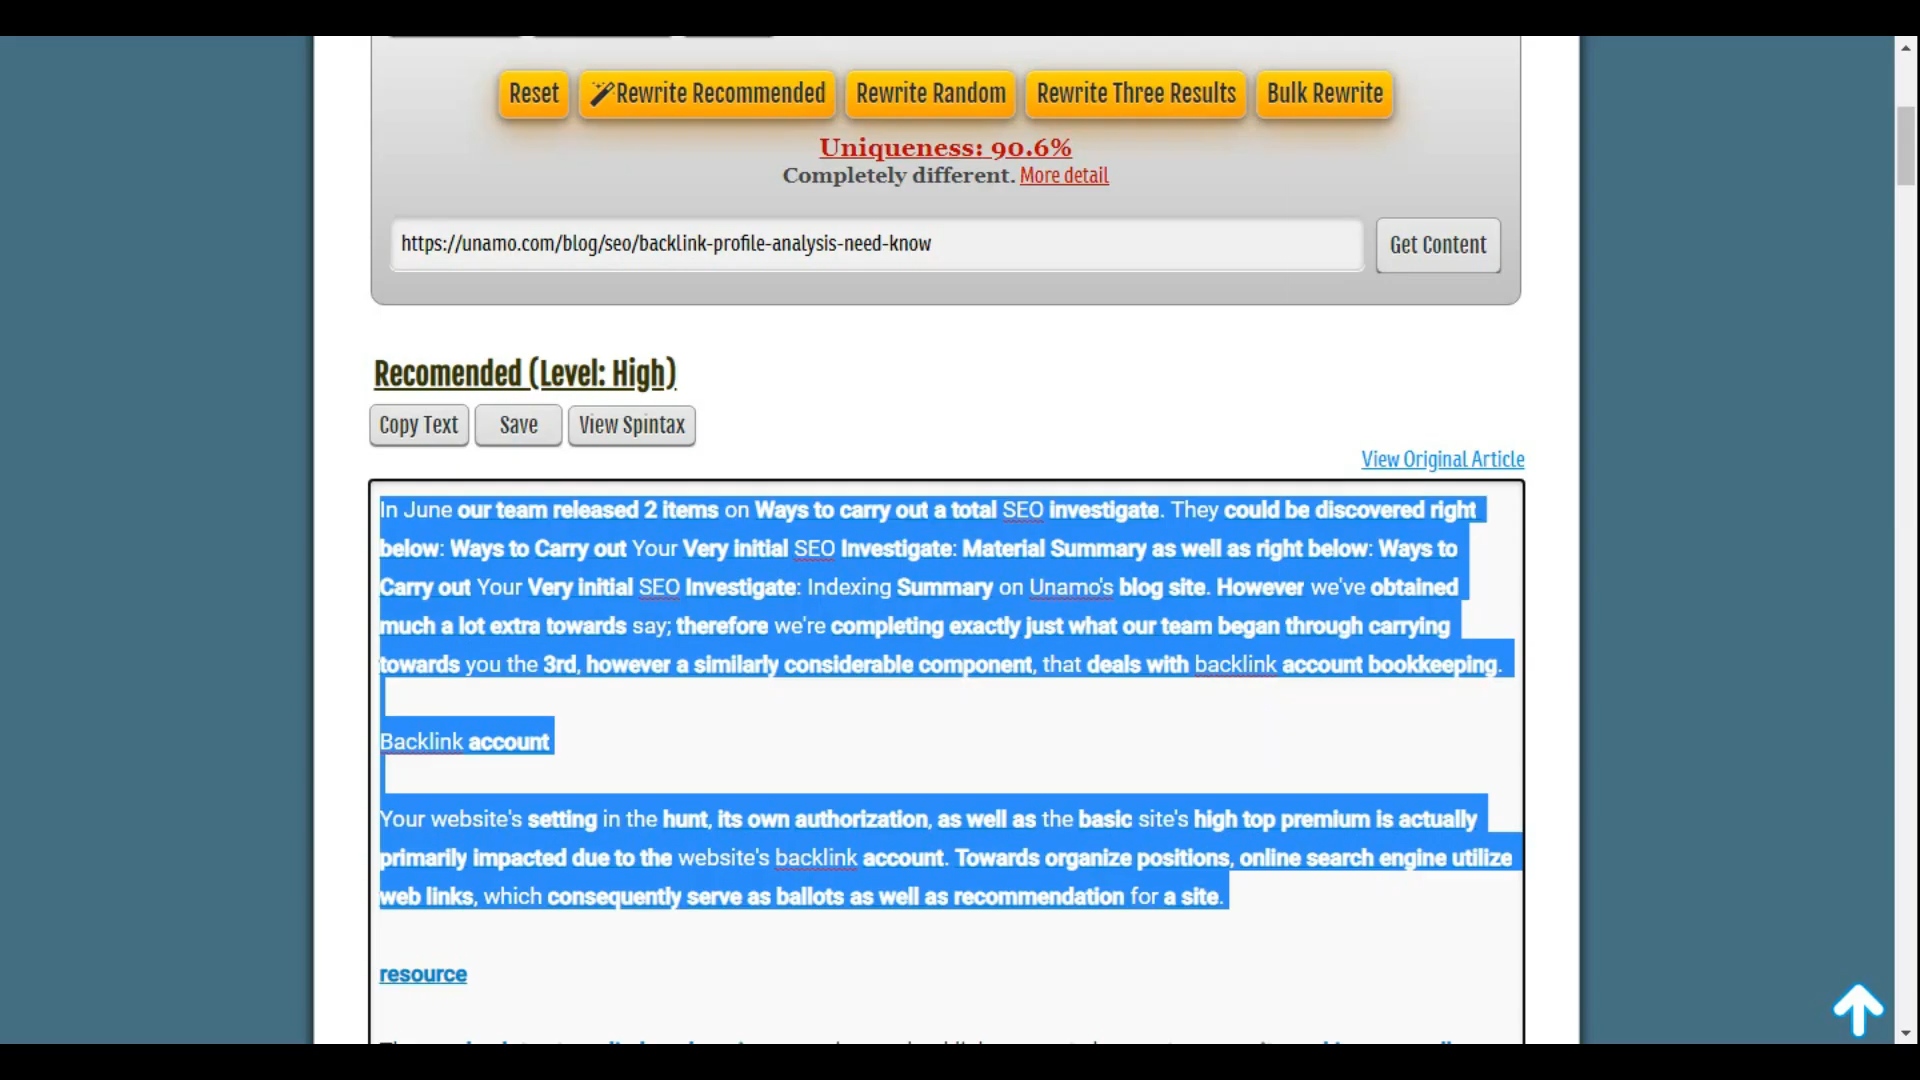 Reset Rewrite Recommended Rewrite Random Rewrite Three Results Bulk Rewrite
Uniqueness: 90.6%
Completely different. More detail
https://unamo.com/blog/seo/backlink-profile-analysis-need-know Get Content
Recomended (Level: High)
Copy Text Save View Spintax
View Original Article
In June our team released 2 items on Ways to carry out a total SEO investigate. They could be discovered right
below: Ways to Carry out Your Very initial SEO Investigate: Material Summary as well as right below: Ways to
Carry out Your Very initial SEO Investigate: Indexing Summary on Unamo's blog site. However we've obtained
much a lot extra towards say; therefore we're completing exactly just what our team began through carrying
towards you the 3rd, however a similarly considerable component, that deals with backlink account bookkeeping.
Backlink account
Your website's setting in the hunt, its own authorization, as well as the basic site's high top premium is actually
primarily impacted due to the website's backlink account. Towards organize positions, online search engine utilize
web links, which consequently serve as ballots as well as recommendation for a site.
resource